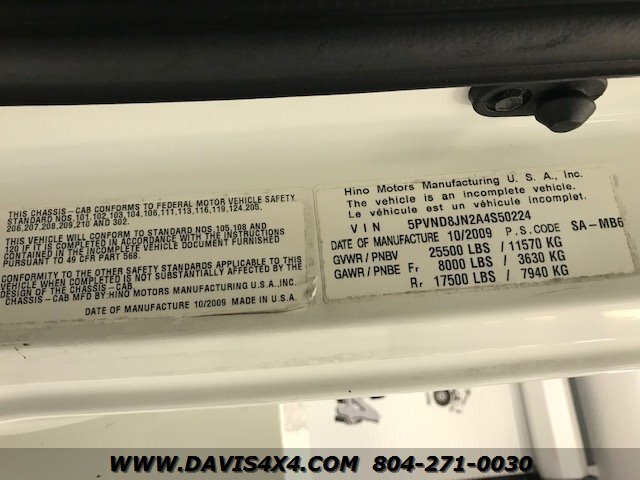 THIS CHASSIS-CAB CONFORMS TO FEDERAL MOTOR VEHICLE SAFETY
STANDARD NOS.101,102,103,104,106,111,113,116,119,124,205,
206,207,208,209,210 AND 302.
THIS VEHICLE WILL CONFORM TO STANDARD NOS.105,108 AND
120 IF IT IS COMPLETED IN ACCORDANCE WITH THE INSTRUCTIONS
CONTAINED IN THE INCOMPLETE VEHICLE DOCUMENT FURNISHED
PURSUANT TO 49 CFR PART 568.
CONFORMITY TO THE OTHER SAFETY STANDARDS APPLICABLE TO THIS
VEHICLE WHEN COMPLETED IS NOT SUBSTANTIALLY AFFECTED BY THE
DESIGN OF THE CHASSIS-CAB.
CHASSIS-CAB MFD BY:HINO MOTORS MANUFACTURING U.S.A.,INC.
DATE OF MANUFACTURE 10/2009 MADE IN U.S.A.
Hino Motors Manufacturing U.S.A., Inc.
The vehicle is an incomplete vehicle.
Le véhicule est un véhicule incomplet.
VIN 5PVND8JN2A4S50224
DATE OF MANUFACTURE 10/2009 P.S.CODE SA-MB6
GVWR/PNBV 25500 LBS / 11570 KG
GAWR/PNBE Fr 8000 LBS / 3630 KG
Rr 17500 LBS / 7940 KG
WWW.DAVIS4X4.COM 804-271-0030